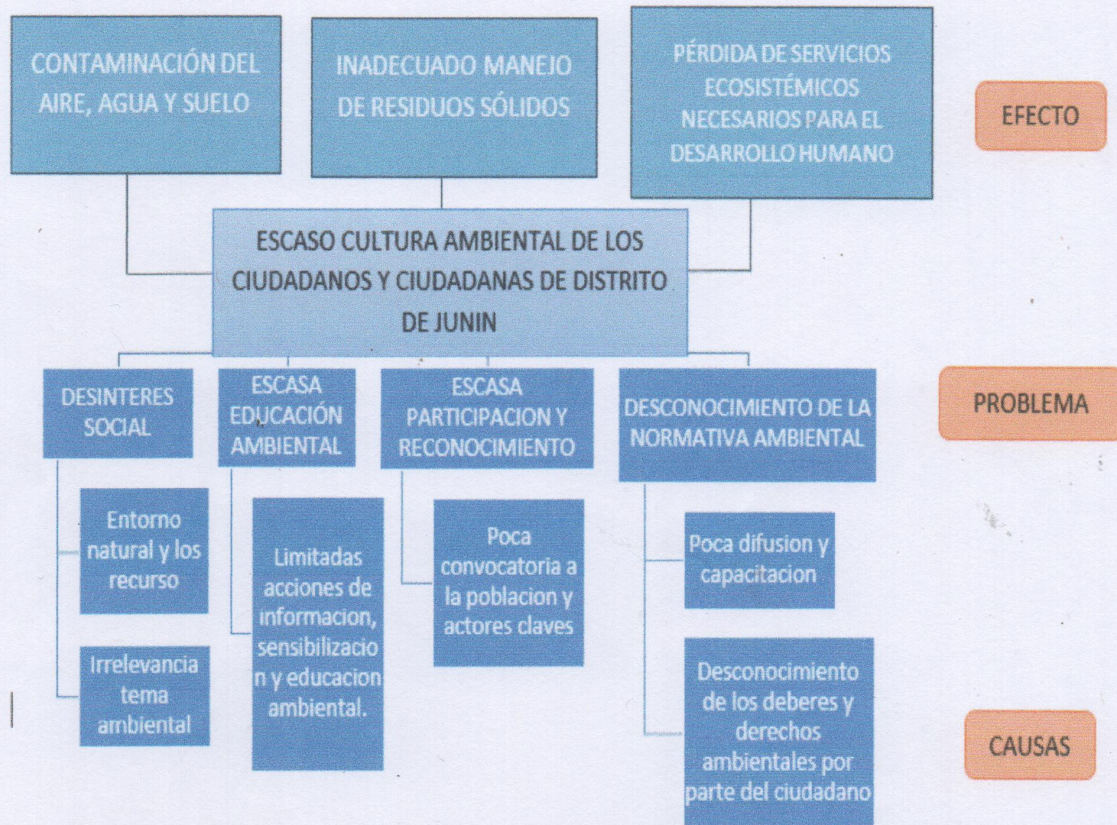 CONTAMINACIÓN DEL
AIRE, AGUA Y SUELO
INADECUADO MANEJO
DE RESIDUOS SÓLIDOS
PÉRDIDA DE SERVICIOS
ECOSISTÉMICOS
NECESARIOS PARA EL
DESARROLLO HUMANO
EFECTO
ESCASO CULTURA AMBIENTAL DE LOS
CIUDADANOS Y CIUDADANAS DE DISTRITO
DE JUNIN
PROBLEMA
DESINTERES
SOCIAL
ESCASA
EDUCACIÓN
AMBIENTAL
ESCASA
PARTICIPACION Y
RECONOCIMIENTO
DESCONOCIMIENTO DE LA
NORMATIVA AMBIENTAL
Entorno
natural y los
recurso
Irrelevancia
tema
ambiental
Limitadas
acciones de
informacion,
sensibilizacio
n y educacion
ambiental.
Poca
convocatoria a
la poblacion y
actores claves
Poca difusion y
capacitacion
Desconocimiento
de los deberes y
derechos
ambientales por
parte del ciudadano
CAUSAS